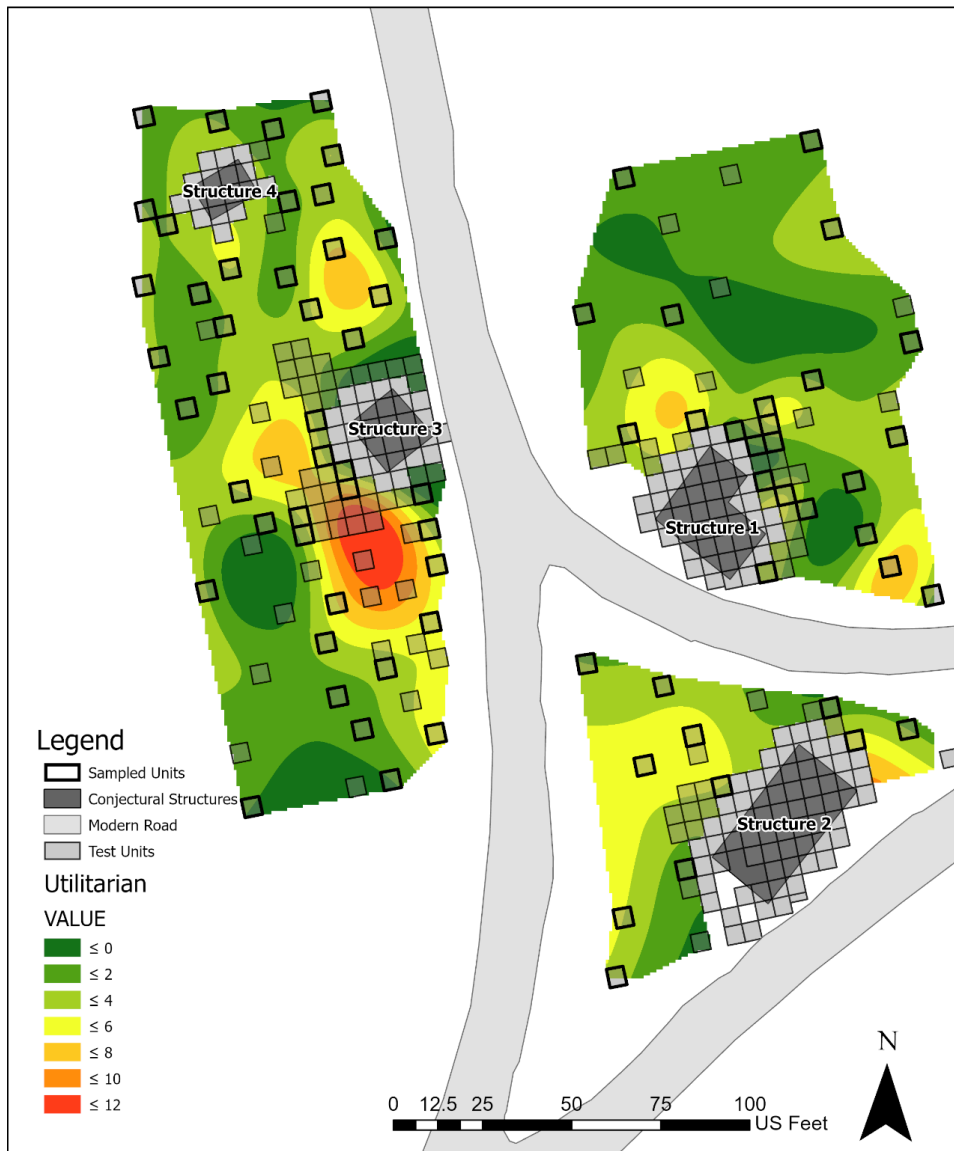 Structure 4
Structure 3
Structure 1
Structure 2
Legend
Sampled Units
Conjectural Structures
Modern Road
Test Units
Utilitarian
VALUE
≤ 0
≤ 2
≤ 4
≤ 6
≤ 8
≤ 10
≤ 12
N
0 12.5 25 50 75 100
US Feet